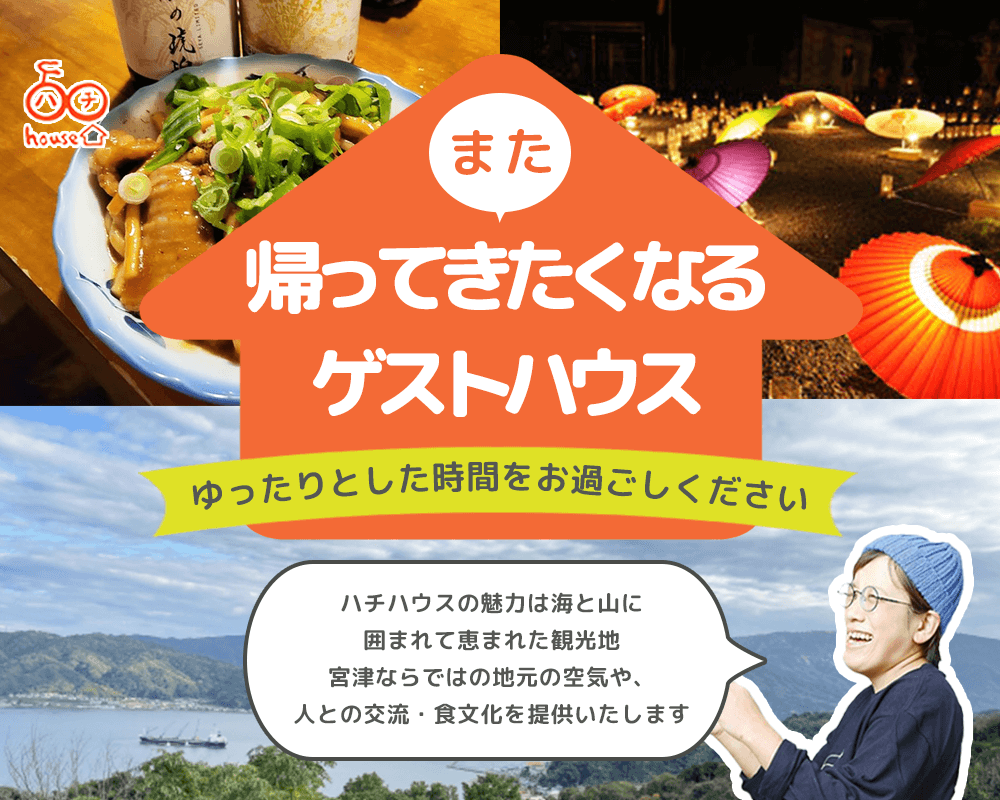 ハチ
house
また
帰ってきたくなる
ゲストハウス
ゆったりとした時間をお過ごしください
ハチハウスの魅力は海と山に
囲まれて恵まれた観光地
宮津ならではの地元の空気や、
人との交流・食文化を提供いたします